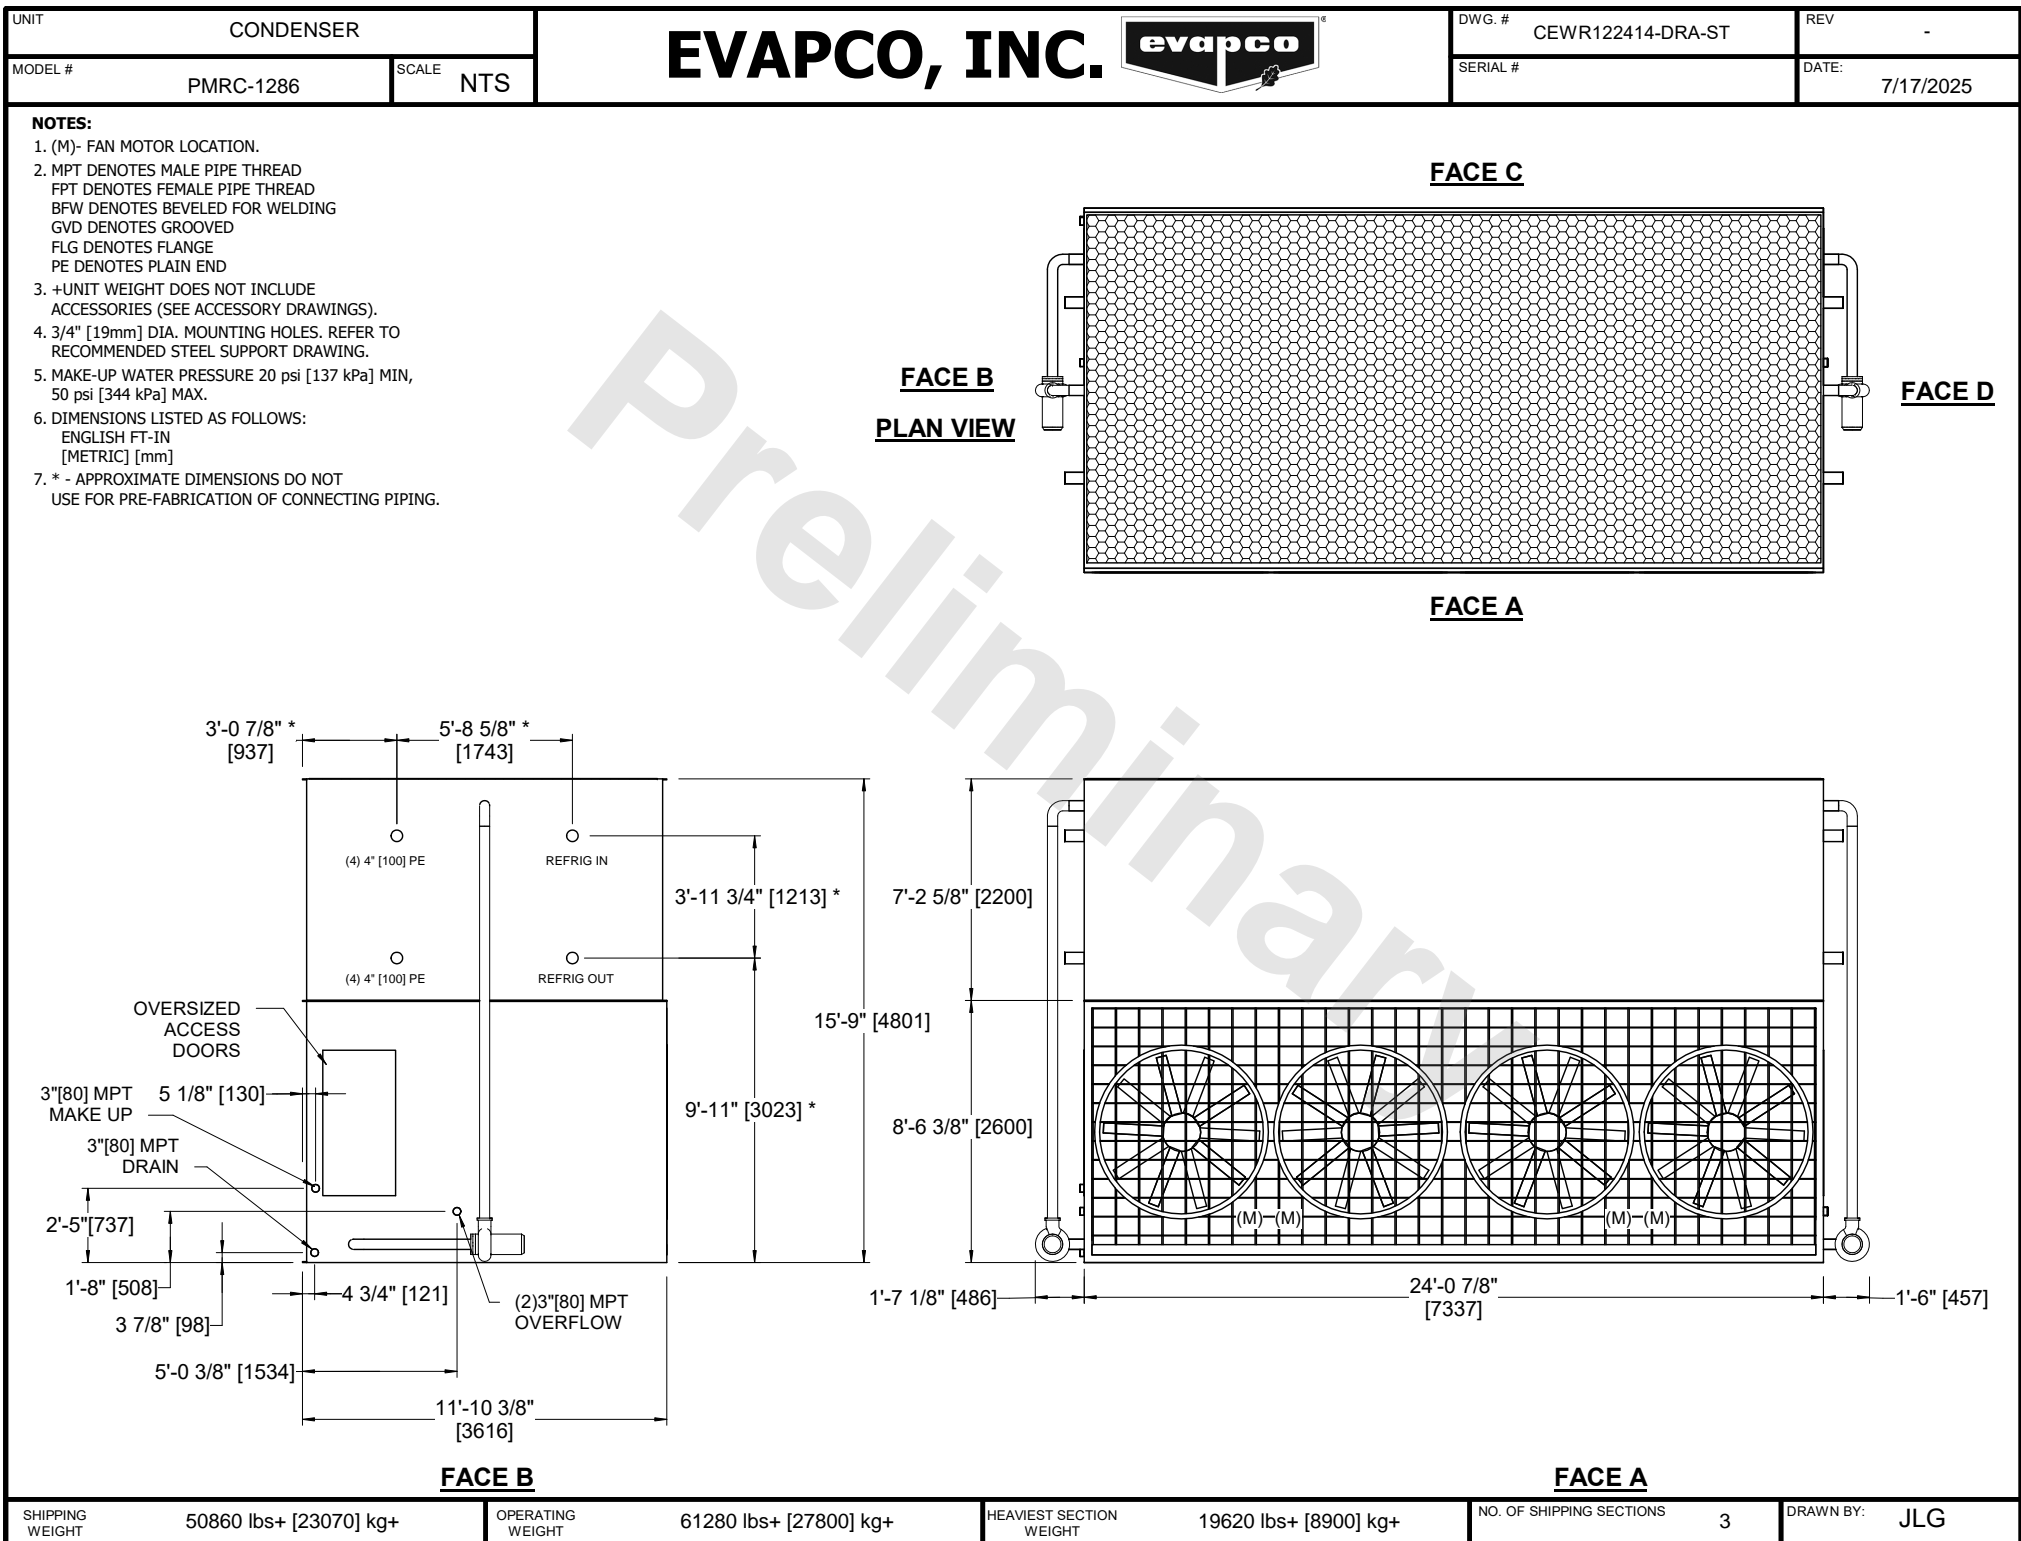 UNIT
CONDENSER
MODEL #
PMRC-1286
SCALE
NTS
EVAPCO, INC.
evapco
®
DWG. #
CEWR122414-DRA-ST
REV
-
SERIAL #
DATE:
7/17/2025
NOTES:
1. (M)- FAN MOTOR LOCATION.
2. MPT DENOTES MALE PIPE THREAD
FPT DENOTES FEMALE PIPE THREAD
BFW DENOTES BEVELED FOR WELDING
GVD DENOTES GROOVED
FLG DENOTES FLANGE
PE DENOTES PLAIN END
3. +UNIT WEIGHT DOES NOT INCLUDE
ACCESSORIES (SEE ACCESSORY DRAWINGS).
4. 3/4" [19mm] DIA. MOUNTING HOLES. REFER TO
RECOMMENDED STEEL SUPPORT DRAWING.
5. MAKE-UP WATER PRESSURE 20 psi [137 kPa] MIN,
50 psi [344 kPa] MAX.
6. DIMENSIONS LISTED AS FOLLOWS:
ENGLISH FT-IN
[METRIC] [mm]
7. * - APPROXIMATE DIMENSIONS DO NOT
USE FOR PRE-FABRICATION OF CONNECTING PIPING.
FACE C
FACE B
PLAN VIEW
FACE D
FACE A
Preliminary
3'-0 7/8" *
[937]
5'-8 5/8" *
[1743]
(4) 4" [100] PE
REFRIG IN
3'-11 3/4" [1213] *
(4) 4" [100] PE
REFRIG OUT
OVERSIZED
ACCESS
DOORS
15'-9" [4801]
3"[80] MPT
MAKE UP
5 1/8" [130]
9'-11" [3023] *
3"[80] MPT
DRAIN
2'-5"[737]
1'-8" [508]
4 3/4" [121]
3 7/8" [98]
(2)3"[80] MPT
OVERFLOW
5'-0 3/8" [1534]
11'-10 3/8"
[3616]
FACE B
7'-2 5/8" [2200]
8'-6 3/8" [2600]
(M)
(M)
(M)
(M)
1'-7 1/8" [486]
24'-0 7/8"
[7337]
1'-6" [457]
FACE A
SHIPPING
WEIGHT
50860 lbs+ [23070] kg+
OPERATING
WEIGHT
61280 lbs+ [27800] kg+
HEAVIEST SECTION
WEIGHT
19620 lbs+ [8900] kg+
NO. OF SHIPPING SECTIONS
3
DRAWN BY:
JLG